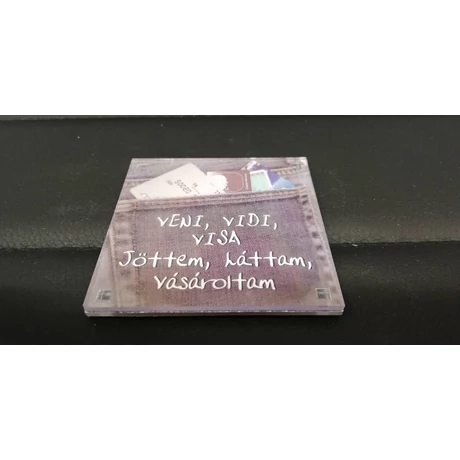 VENI, VIDI,
VISA
Jöttem, láttam,
vásároltam